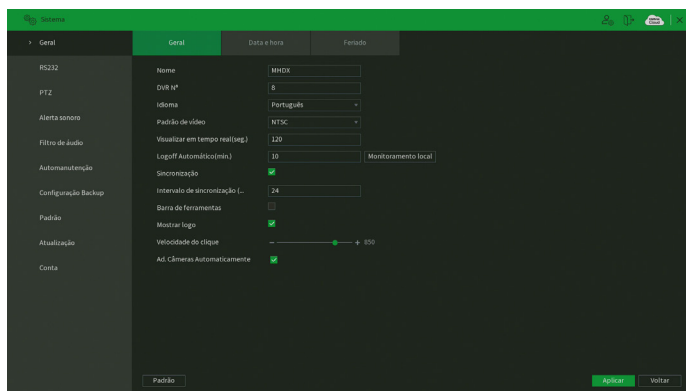 Sistema
Geral
RS232
PTZ
Alerta sonoro
Filtro de áudio
Automanutenção
Configuração Backup
Padrão
Atualização
Conta
Geral Data e hora Feriado
Nome MHDX
DVR Nº 8
Idioma Português
Padrão de vídeo NTSC
Visualizar em tempo real(seg.) 120
Logoff Automático(min.) 10 Monitoramento local
Sincronização
Intervalo de sincronização (... 24
Barra de ferramentas
Mostrar logo
Velocidade do clique 850
Ad. Câmeras Automaticamente
Padrão Aplicar Voltar